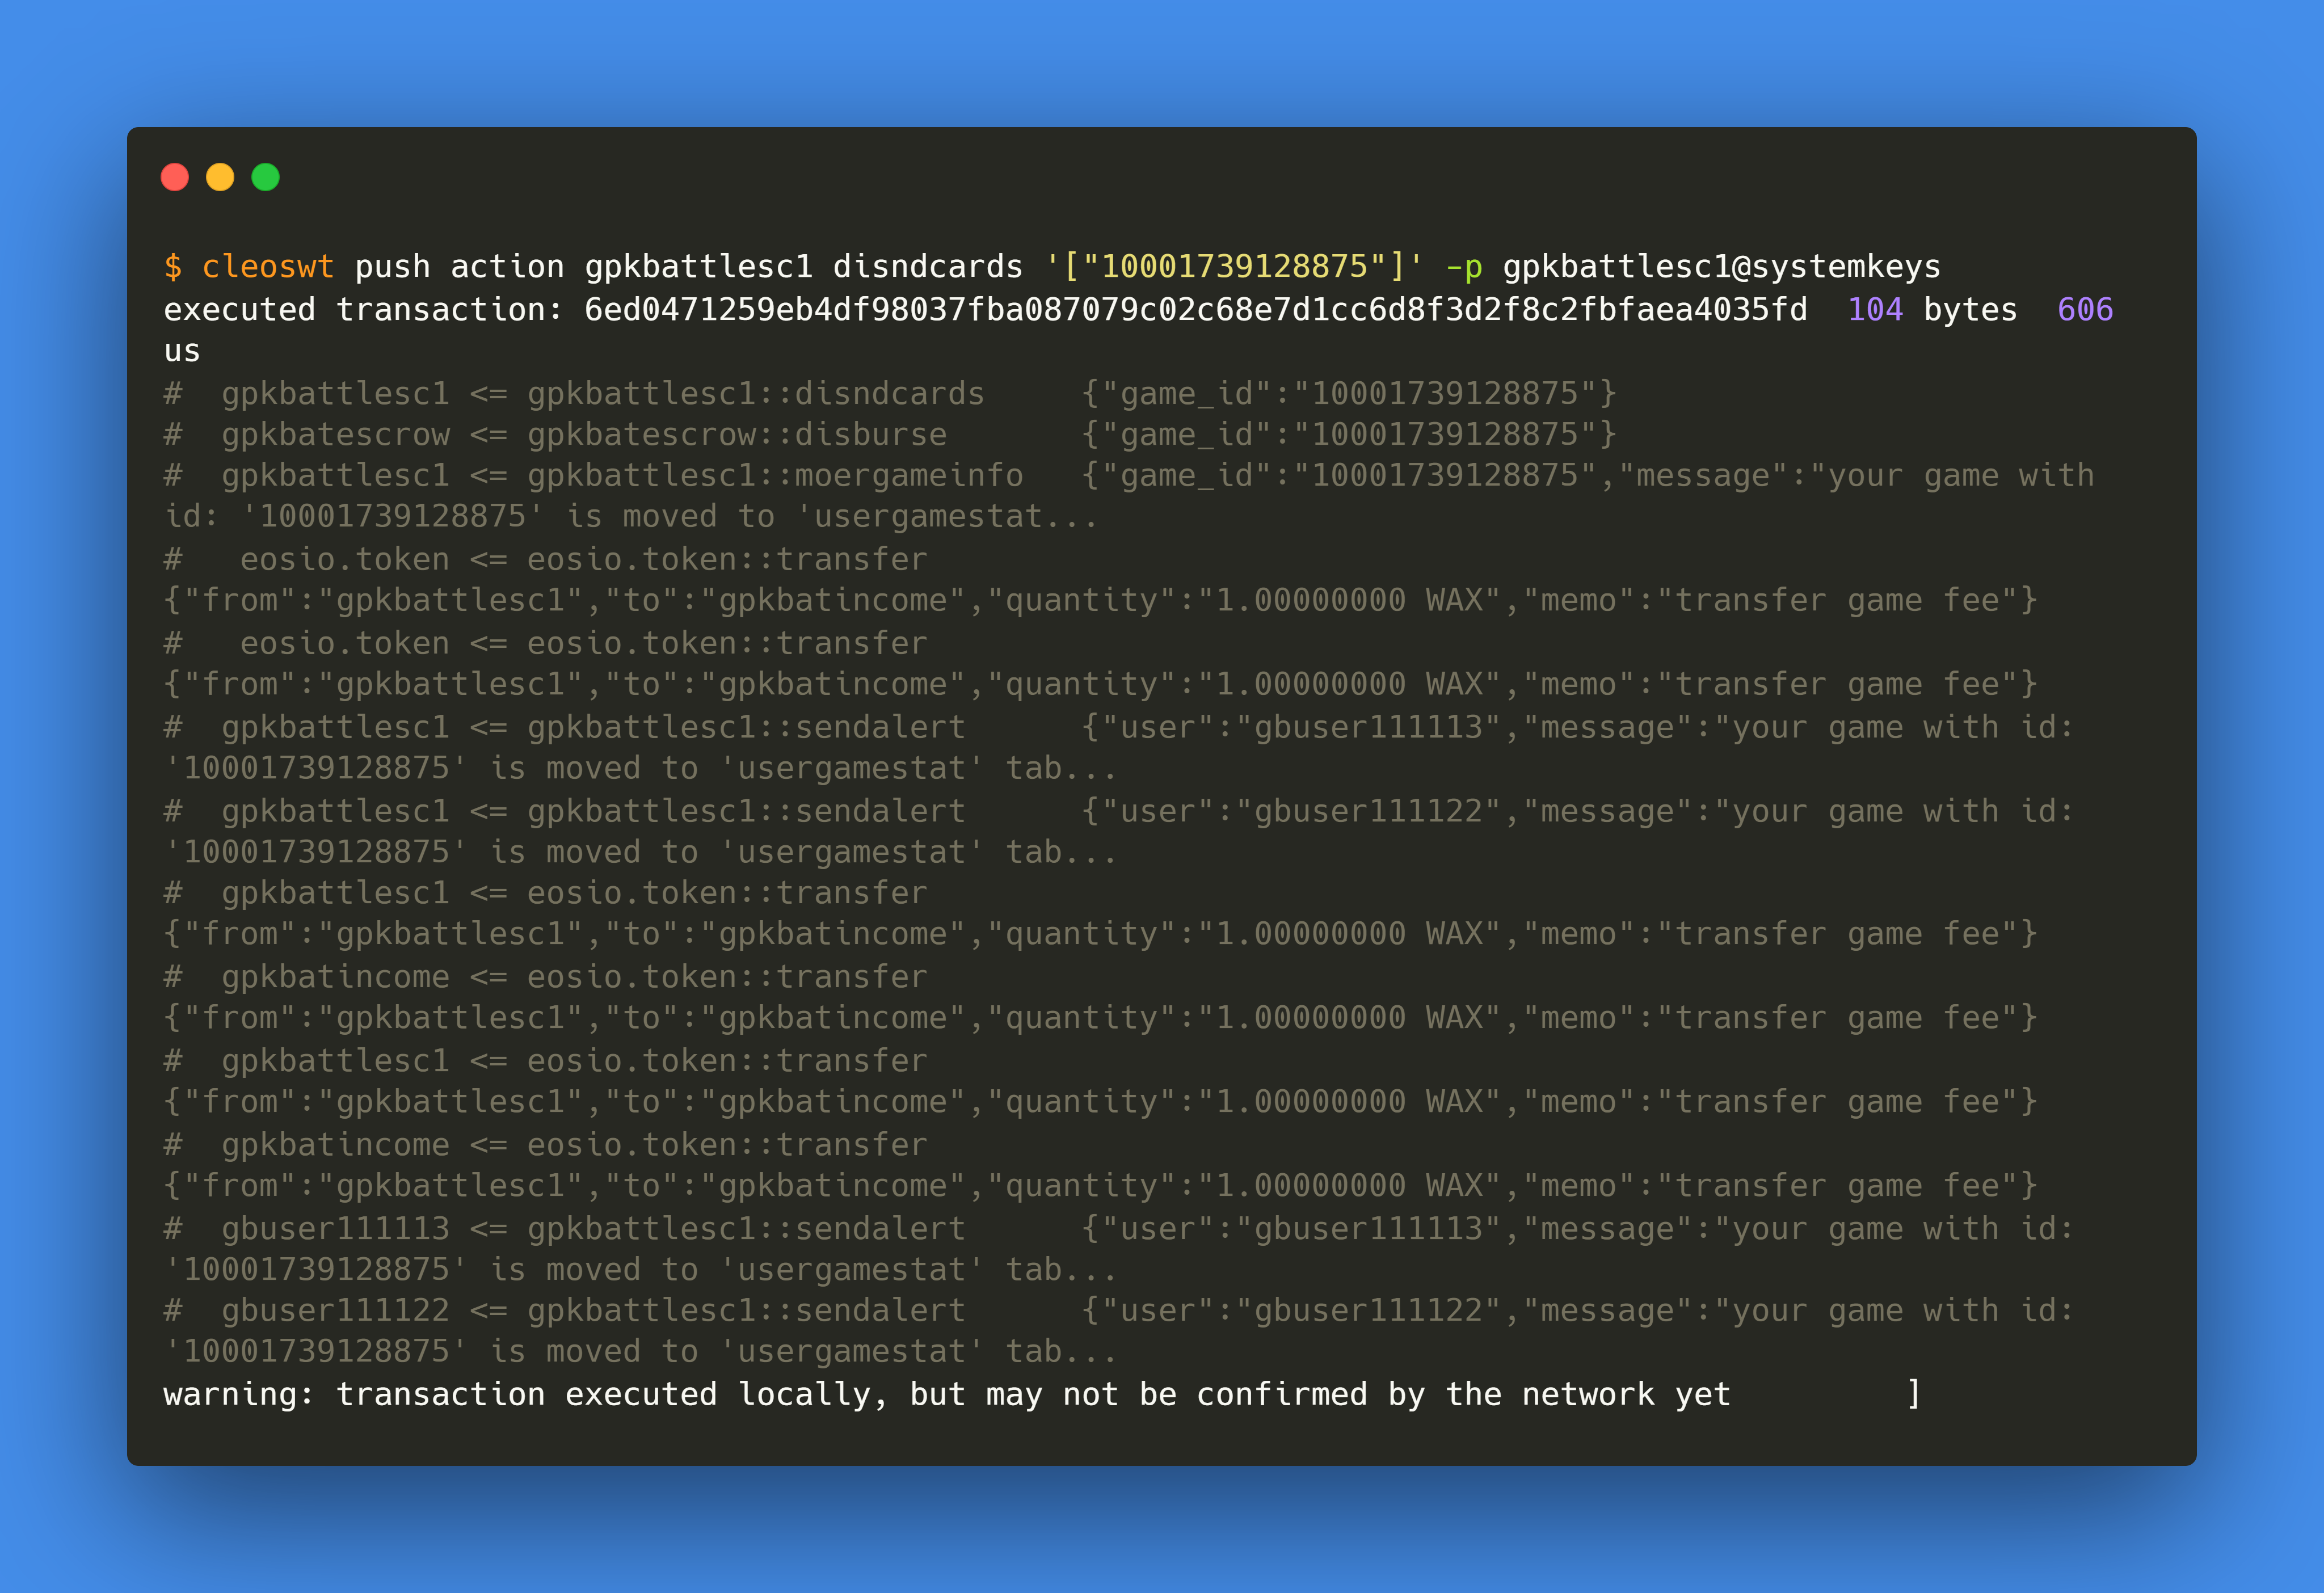 $ cleoswt push action gpkbattlesc1 disndcards '["10001739128875"]' -p gpkbattlesc1@systemkeys
executed transaction: 6ed0471259eb4df98037fba087079c02c68e7d1cc6d8f3d2f8c2fbfaea4035fd  104 bytes  606
us
#  gpkbattlesc1 <= gpkbattlesc1::disndcards     {"game_id":"10001739128875"}
#  gpkbatescrow <= gpkbatescrow::disburse       {"game_id":"10001739128875"}
#  gpkbattlesc1 <= gpkbattlesc1::moergameinfo   {"game_id":"10001739128875","message":"your game with
id: '10001739128875' is moved to 'usergamestat...
#   eosio.token <= eosio.token::transfer
{"from":"gpkbattlesc1","to":"gpkbatincome","quantity":"1.00000000 WAX","memo":"transfer game fee"}
#   eosio.token <= eosio.token::transfer
{"from":"gpkbattlesc1","to":"gpkbatincome","quantity":"1.00000000 WAX","memo":"transfer game fee"}
#  gpkbattlesc1 <= gpkbattlesc1::sendalert      {"user":"gbuser111113","message":"your game with id:
'10001739128875' is moved to 'usergamestat' tab...
#  gpkbattlesc1 <= gpkbattlesc1::sendalert      {"user":"gbuser111122","message":"your game with id:
'10001739128875' is moved to 'usergamestat' tab...
#  gpkbattlesc1 <= eosio.token::transfer
{"from":"gpkbattlesc1","to":"gpkbatincome","quantity":"1.00000000 WAX","memo":"transfer game fee"}
#  gpkbatincome <= eosio.token::transfer
{"from":"gpkbattlesc1","to":"gpkbatincome","quantity":"1.00000000 WAX","memo":"transfer game fee"}
#  gpkbattlesc1 <= eosio.token::transfer
{"from":"gpkbattlesc1","to":"gpkbatincome","quantity":"1.00000000 WAX","memo":"transfer game fee"}
#  gpkbatincome <= eosio.token::transfer
{"from":"gpkbattlesc1","to":"gpkbatincome","quantity":"1.00000000 WAX","memo":"transfer game fee"}
#  gbuser111113 <= gpkbattlesc1::sendalert      {"user":"gbuser111113","message":"your game with id:
'10001739128875' is moved to 'usergamestat' tab...
#  gbuser111122 <= gpkbattlesc1::sendalert      {"user":"gbuser111122","message":"your game with id:
'10001739128875' is moved to 'usergamestat' tab...
warning: transaction executed locally, but may not be confirmed by the network yet         ]